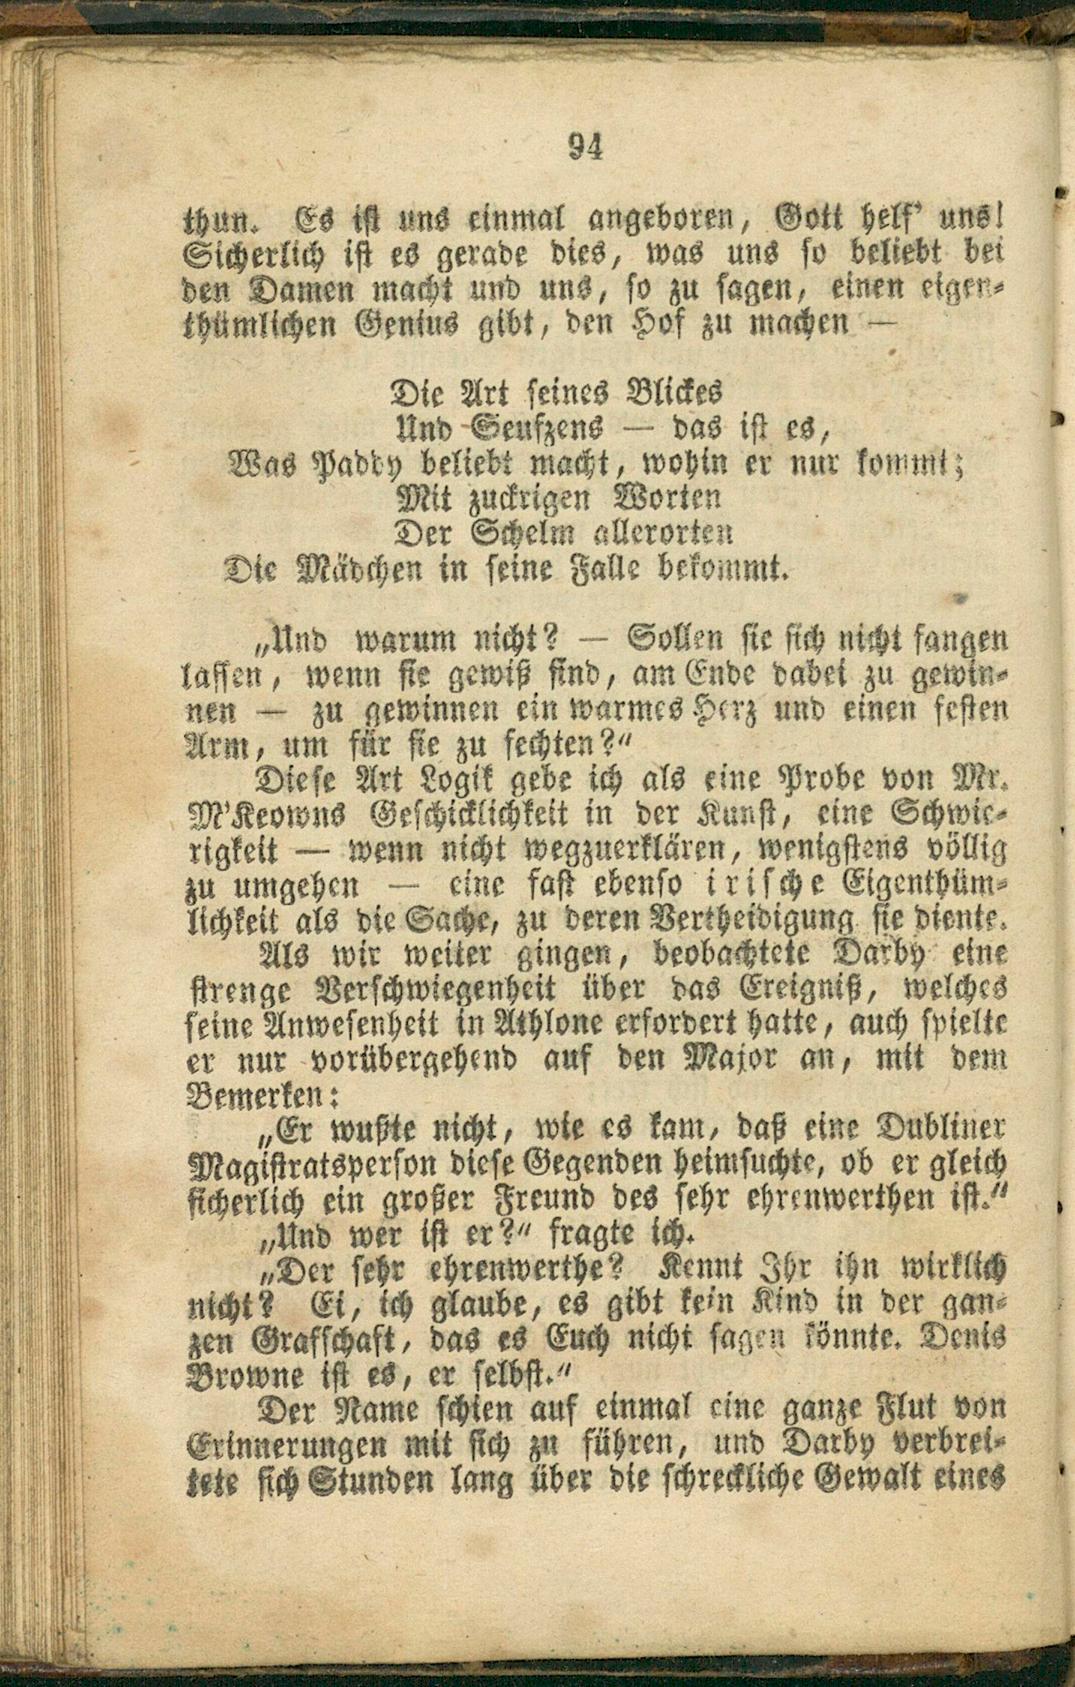 94
thun. Es ist uns einmal angeboren, Gott helf' uns!
Sicherlich ist es gerade dies, was uns so beliebt bei
den Damen macht und uns, so zu sagen, einen eigen-
thümlichen Genius gibt, den Hof zu machen —
Die Art seines Blickes
Und Seufzens — das ist es,
Was Paddy beliebt macht, wohin er nur kommt;
Mit zuckrigen Worten
Der Schelm allerorten
Die Mädchen in seine Falle bekommt.
„Und warum nicht? — Sollen sie sich nicht fangen
lassen, wenn sie gewiß sind, am Ende dabei zu gewin-
nen — zu gewinnen ein warmes Herz und einen festen
Arm, um für sie zu fechten?“
Diese Art Logik gebe ich als eine Probe von Mr.
M'Keowns Geschicklichkeit in der Kunst, eine Schwie-
rigkeit — wenn nicht wegzuerklären, wenigstens völlig
zu umgehen — eine fast ebenso irische Eigenthüm-
lichkeit als die Sache, zu deren Vertheidigung sie diente.
Als wir weiter gingen, beobachtete Darby eine
strenge Verschwiegenheit über das Ereigniß, welches
seine Anwesenheit in Athlone erfordert hatte, auch spielte
er nur vorübergehend auf den Major an, mit dem
Bemerken:
„Er wußte nicht, wie es kam, daß eine Dubliner
Magistratsperson diese Gegenden heimsuchte, ob er gleich
sicherlich ein großer Freund des sehr ehrenwerthen ist.“
„Und wer ist er?“ fragte ich.
„Der sehr ehrenwerthe? Kennt Ihr ihn wirklich
nicht? Ei, ich glaube, es gibt kein Kind in der gan-
zen Grafschaft, das es Euch nicht sagen könnte. Denis
Browne ist es, er selbst.“
Der Name schien auf einmal eine ganze Flut von
Erinnerungen mit sich zu führen, und Darby verbrei-
tete sich Stunden lang über die schreckliche Gewalt eines